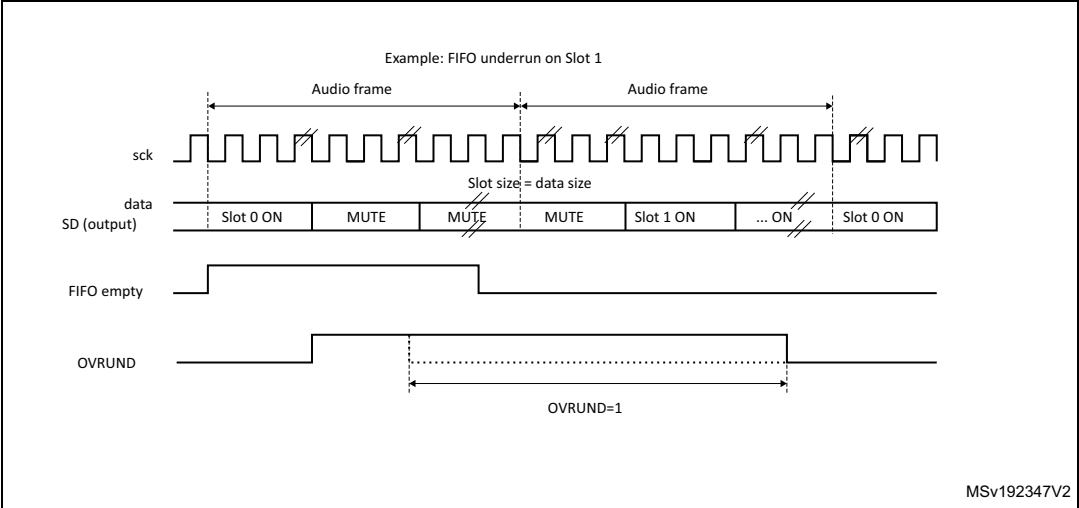 Example: FIFO underrun on Slot 1
Audio frame Audio frame
sck
Slot size = data size
data
SD (output)
Slot 0 ON MUTE MUTE MUTE Slot 1 ON ... ON Slot 0 ON
FIFO empty
OVRUND
OVRUND=1
MSv192347V2